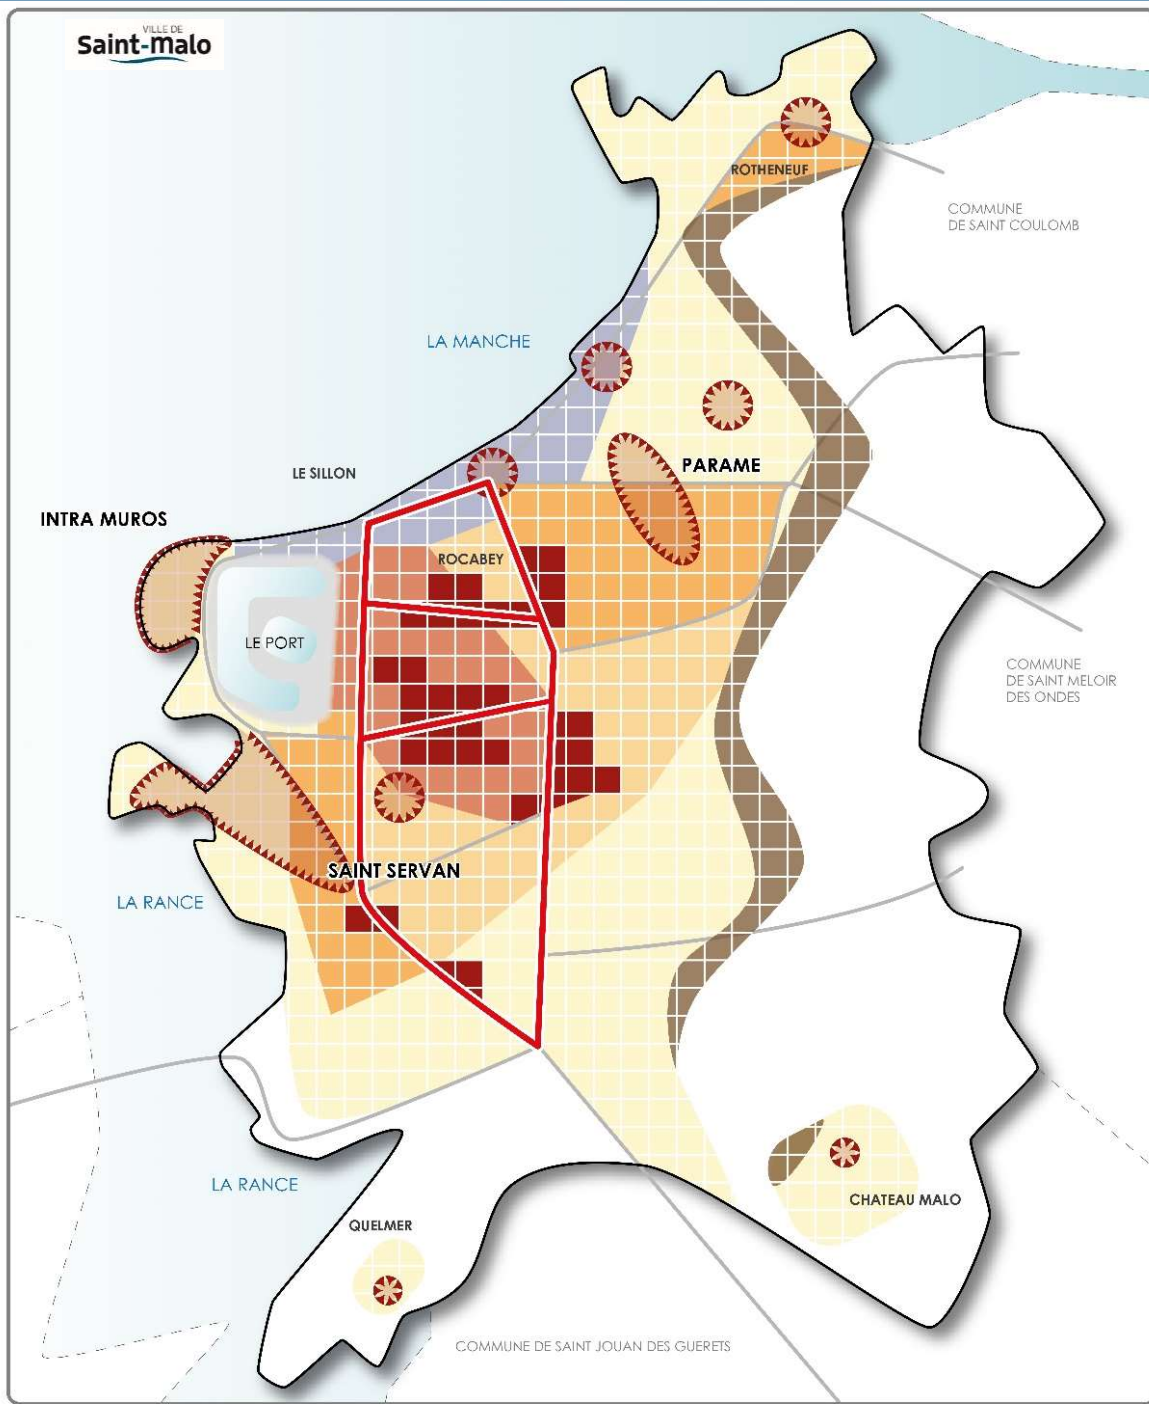 VILLE DE
Saint-malo
ROTHENEUF
COMMUNE
DE SAINT COULOMB
LA MANCHE
LE SILLON
PARAME
INTRA MUROS
ROCABEY
LE PORT
COMMUNE
DE SAINT MELOIR
DES ONDES
SAINT SERVAN
LA RANCE
LA RANCE
CHATEAU MALO
QUELMER
COMMUNE DE SAINT JOUAN DES GUERETS